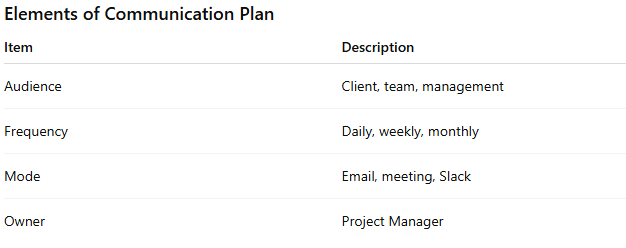 Elements of Communication Plan
Item Description
Audience Client, team, management
Frequency Daily, weekly, monthly
Mode Email, meeting, Slack
Owner Project Manager